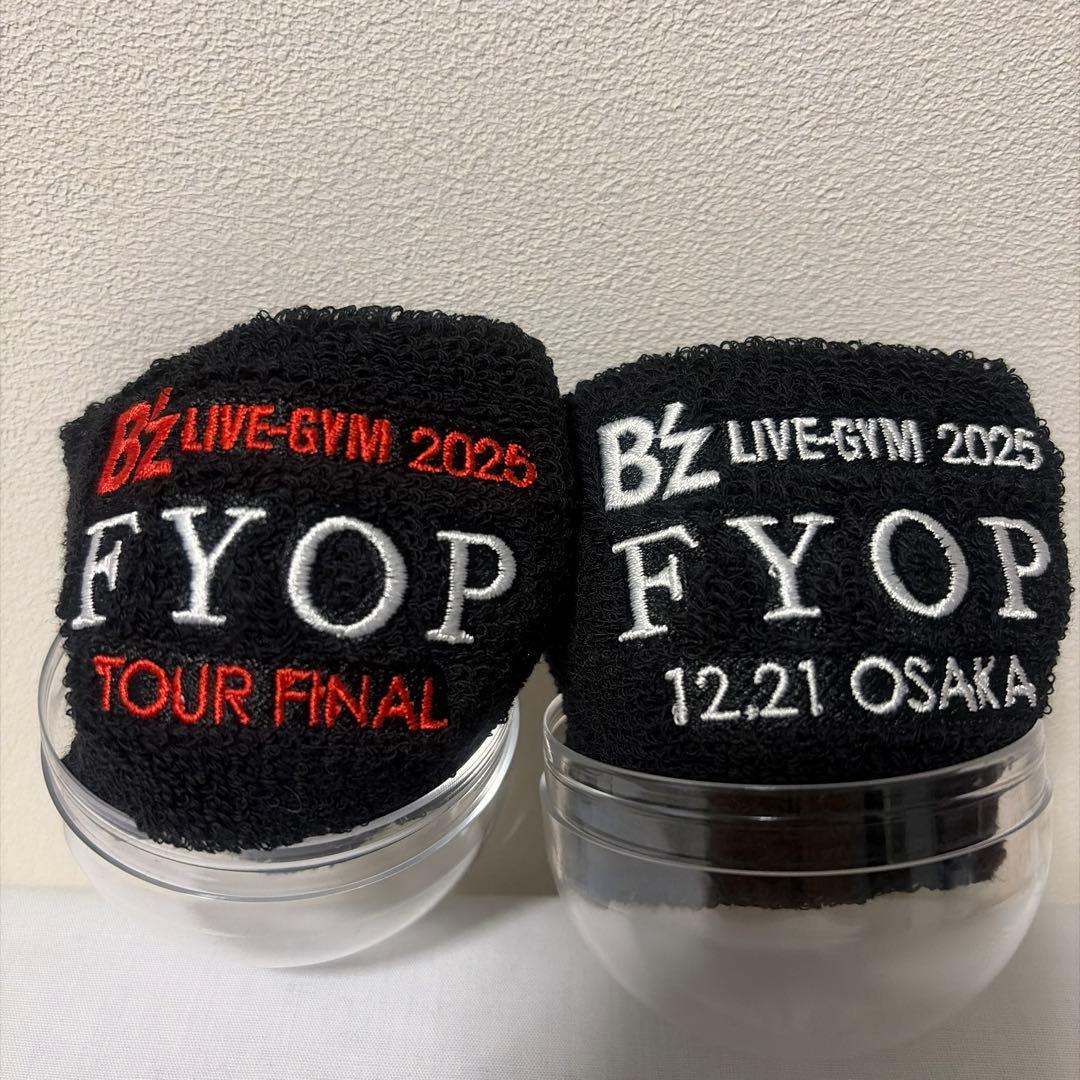 B'z LIVE-GYM 2025
FYOP
TOUR FINAL
B'z LIVE-GYM 2025
FYOP
12.21 OSAKA